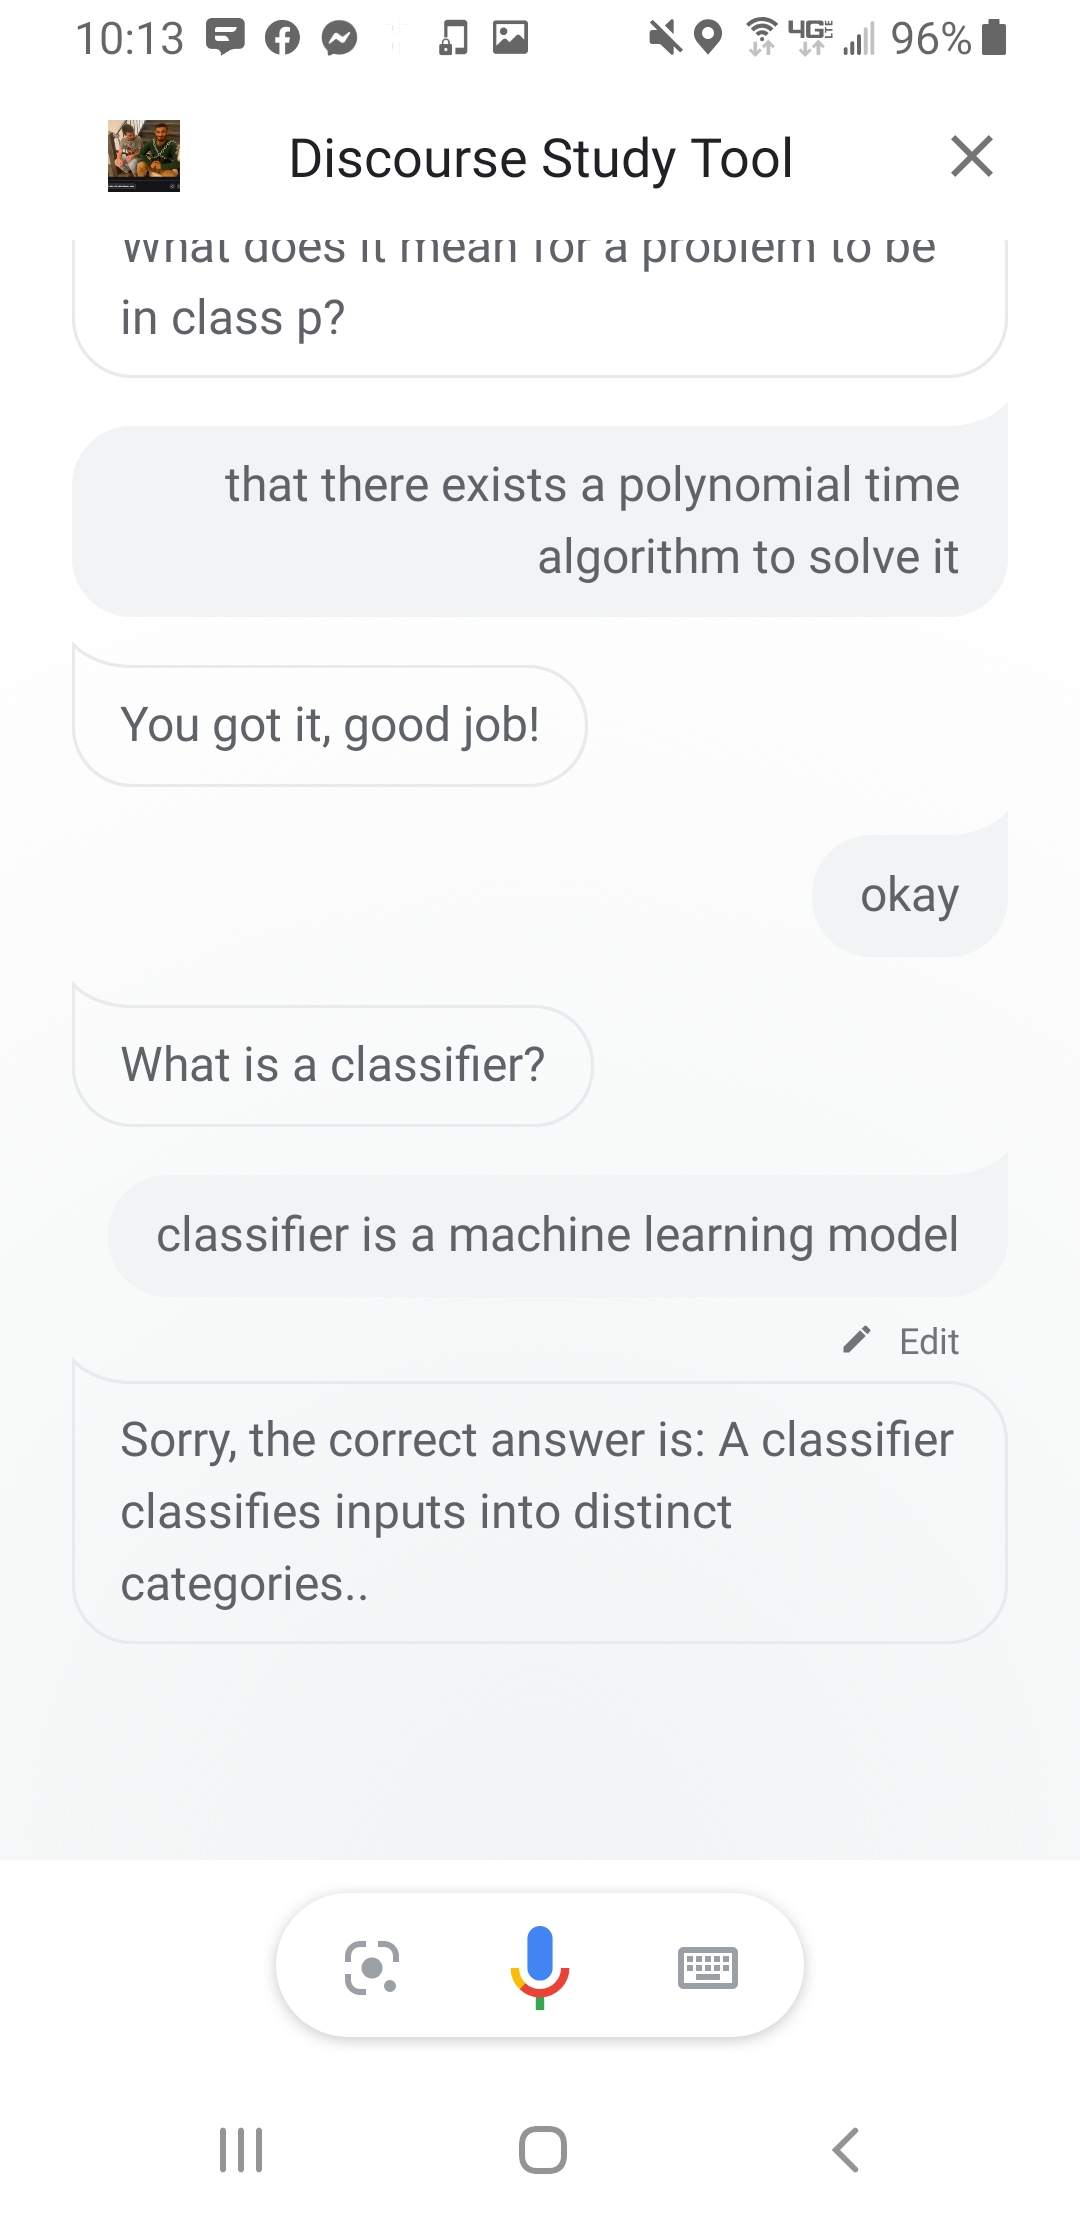 10:13
4G LTE
96%
Discourse Study Tool
What does it mean for a problem to be
in class p?
that there exists a polynomial time
algorithm to solve it
You got it, good job!
okay
What is a classifier?
classifier is a machine learning model
Edit
Sorry, the correct answer is: A classifier
classifies inputs into distinct
categories..